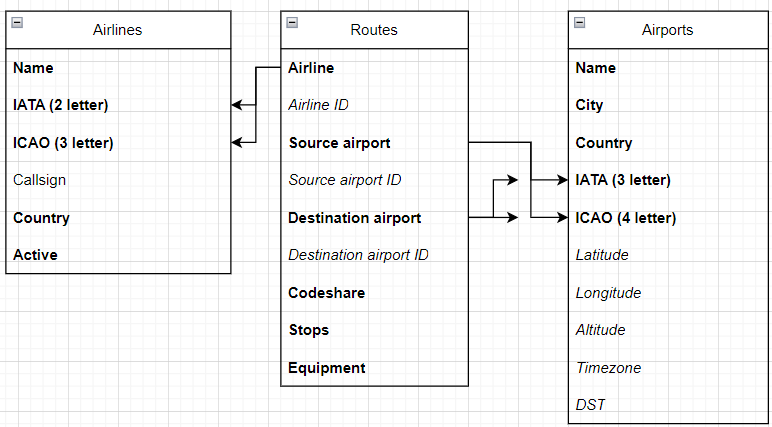 Airlines
Name
IATA (2 letter)
ICAO (3 letter)
Callsign
Country
Active
Routes
Airline
Airline ID
Source airport
Source airport ID
Destination airport
Destination airport ID
Codeshare
Stops
Equipment
Airports
Name
City
Country
IATA (3 letter)
ICAO (4 letter)
Latitude
Longitude
Altitude
Timezone
DST